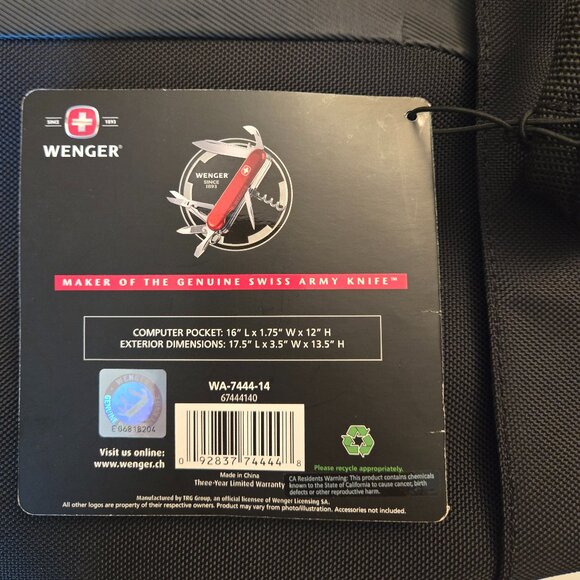 SINCE 1893
WENGER®
WENGER
SINCE
1893
MAKER OF THE GENUINE SWISS ARMY KNIFE™
COMPUTER POCKET: 16" L x 1.75" W x 12" H
EXTERIOR DIMENSIONS: 17.5" L x 3.5" W x 13.5" H
WENGER
GENUINE
EG6818204
WA-7444-14
67444140
0 92837 74444 8
Visit us online:
www.wenger.ch
Made in China
Three-Year Limited Warranty
Please recycle appropriately.
CA Residents Warning: This product contains chemicals
known to the State of California to cause cancer, birth
defects or other reproductive harm.
Manufactured by TRG Group, an official licensee of Wenger Licensing SA.
All other logos are property of their respective owners. Product may vary from photo/illustration. Accessories not included.